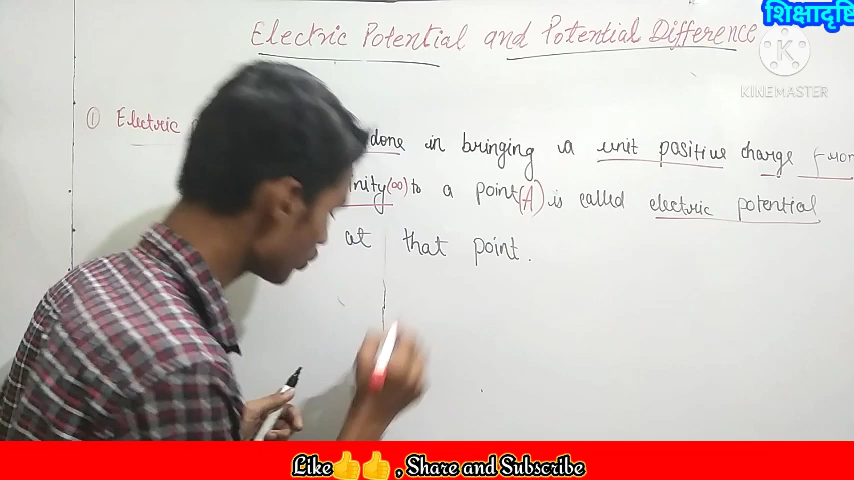 शिक्षादृष्टि
Electric Potential and Potential Difference
KINEMASTER
① Electric done in bringing a unit positive charge from
(∞) to a point (A) is called electric potential
at that point.
Like👍👍, Share and Subscribe